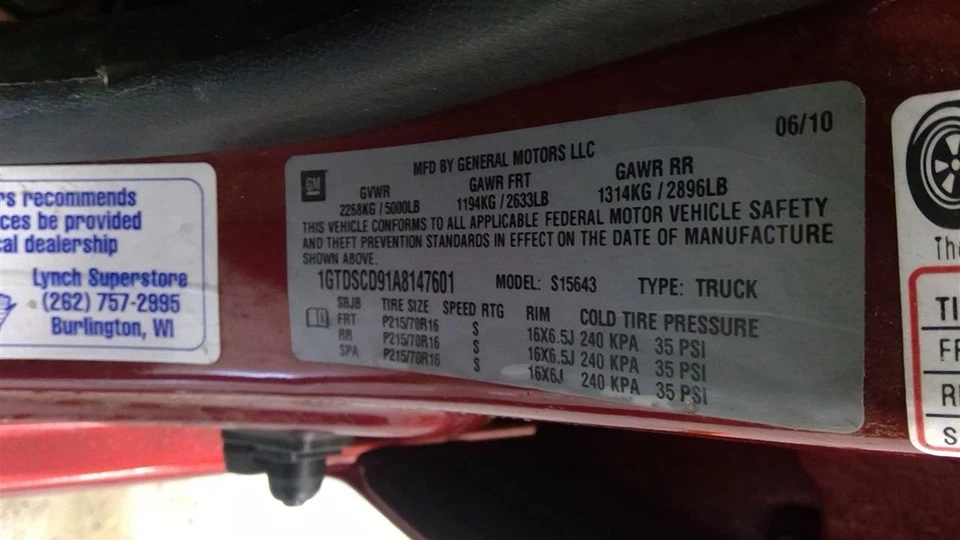 rs recommends
ces be provided
cal dealership
Lynch Superstore
(262) 757-2995
Burlington, WI
06/10
GM
MFD BY GENERAL MOTORS LLC
GVWR GAWR FRT GAWR RR
2268KG / 5000LB 1194KG / 2633LB 1314KG / 2896LB
THIS VEHICLE CONFORMS TO ALL APPLICABLE FEDERAL MOTOR VEHICLE SAFETY
AND THEFT PREVENTION STANDARDS IN EFFECT ON THE DATE OF MANUFACTURE
SHOWN ABOVE.
1GTDSCD91A8147601 MODEL: S15643 TYPE: TRUCK
SBJB TIRE SIZE SPEED RTG RIM COLD TIRE PRESSURE
FRT P215/70R16 S 16X6.5J 240 KPA 35 PSI
RR P215/70R16 S 16X6.5J 240 KPA 35 PSI
SPA P215/70R16 S 16X6J 240 KPA 35 PSI
Th
TI
F
R
S